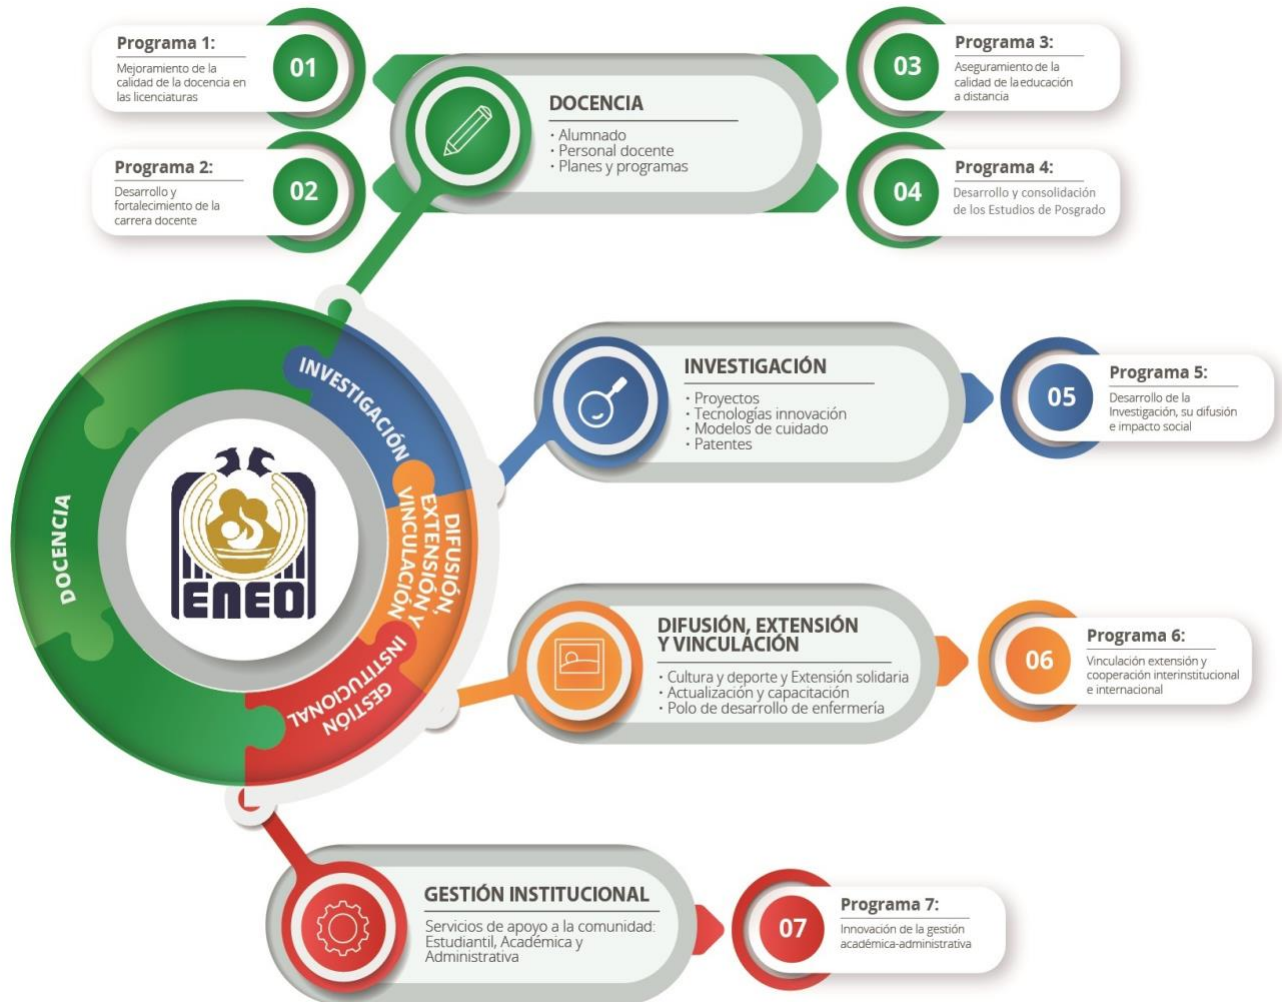 Programa 1:
01
Mejoramiento de la
calidad de la docencia en
las licenciaturas
Programa 2:
02
Desarrollo y
fortalecimiento de la
carrera docente
DOCENCIA
· Alumnado
· Personal docente
· Planes y programas
03
Programa 3:
Aseguramiento de la
calidad de la educación
a distancia
04
Programa 4:
Desarrollo y consolidación
de los Estudios de Posgrado
DOCENCIA
INVESTIGACIÓN
DIFUSIÓN,
EXTENSIÓN Y
VINCULACIÓN
GESTIÓN
INSTITUCIONAL
ENEO
INVESTIGACIÓN
· Proyectos
· Tecnologías innovación
· Modelos de cuidado
· Patentes
05
Programa 5:
Desarrollo de la
Investigación, su difusión
e impacto social
DIFUSIÓN, EXTENSIÓN
Y VINCULACIÓN
· Cultura y deporte y Extensión solidaria
· Actualización y capacitación
· Polo de desarrollo de enfermería
06
Programa 6:
Vinculación extensión y
cooperación interinstitucional
e internacional
GESTIÓN INSTITUCIONAL
Servicios de apoyo a la comunidad:
Estudiantil, Académica y
Administrativa
07
Programa 7:
Innovación de la gestión
académica-administrativa